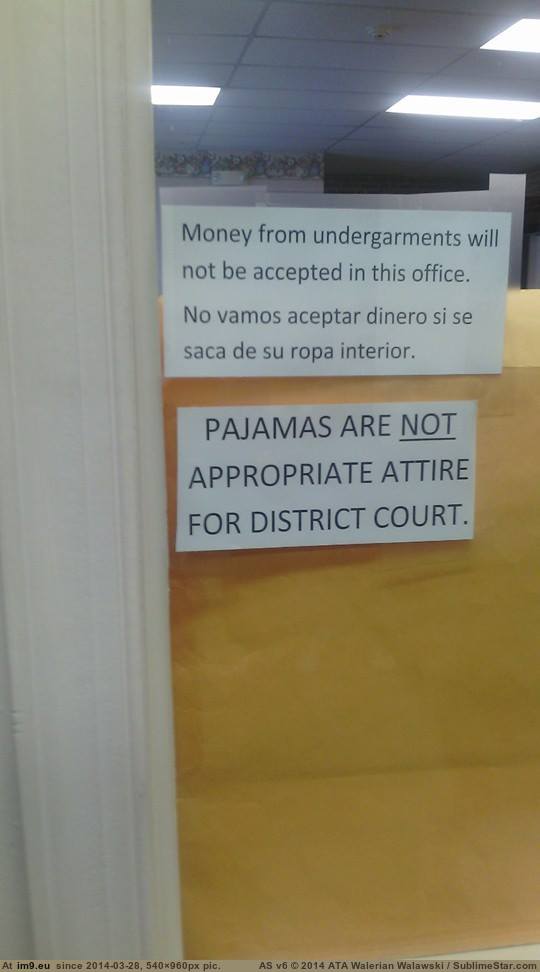 Money from undergarments will
not be accepted in this office.
No vamos aceptar dinero si se
saca de su ropa interior.
PAJAMAS ARE NOT
APPROPRIATE ATTIRE
FOR DISTRICT COURT.
At im9.eu since 2014-03-28, 540×960px pic. AS v6 © 2014 ATA Walerian Walawski / SublimeStar.com